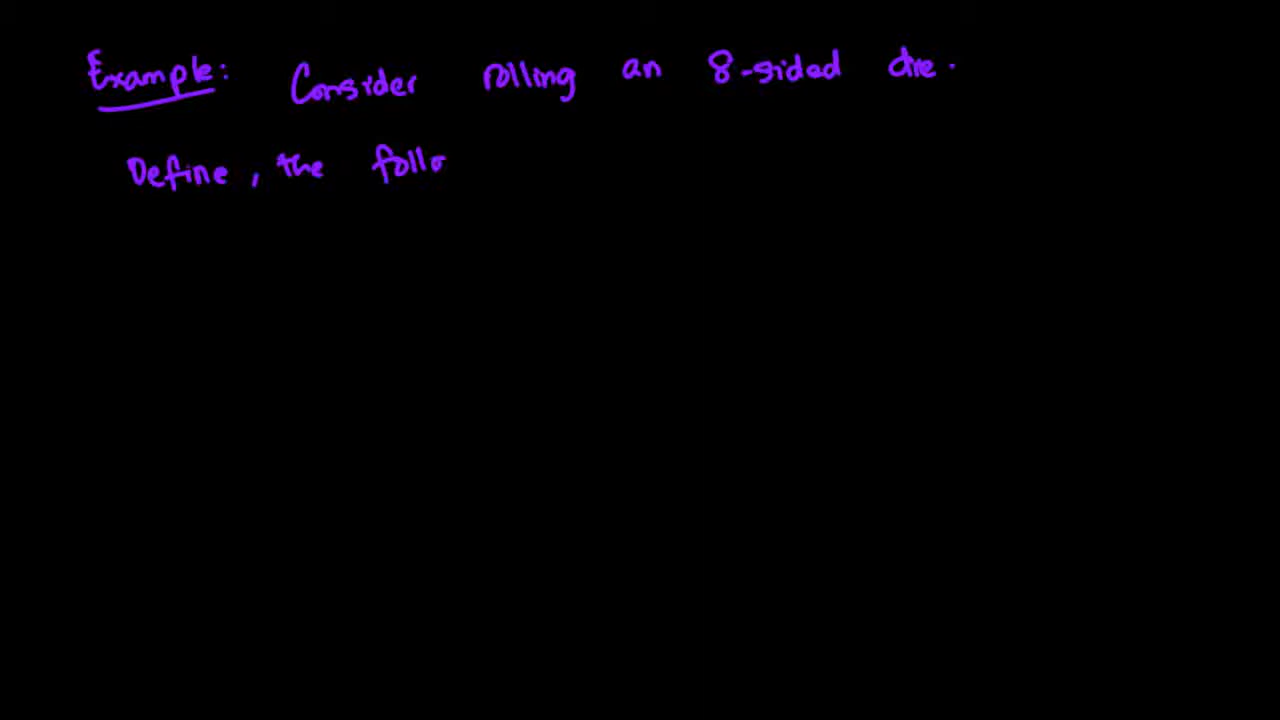 Example: Consider rolling an 8-sided die.
Define, the follo